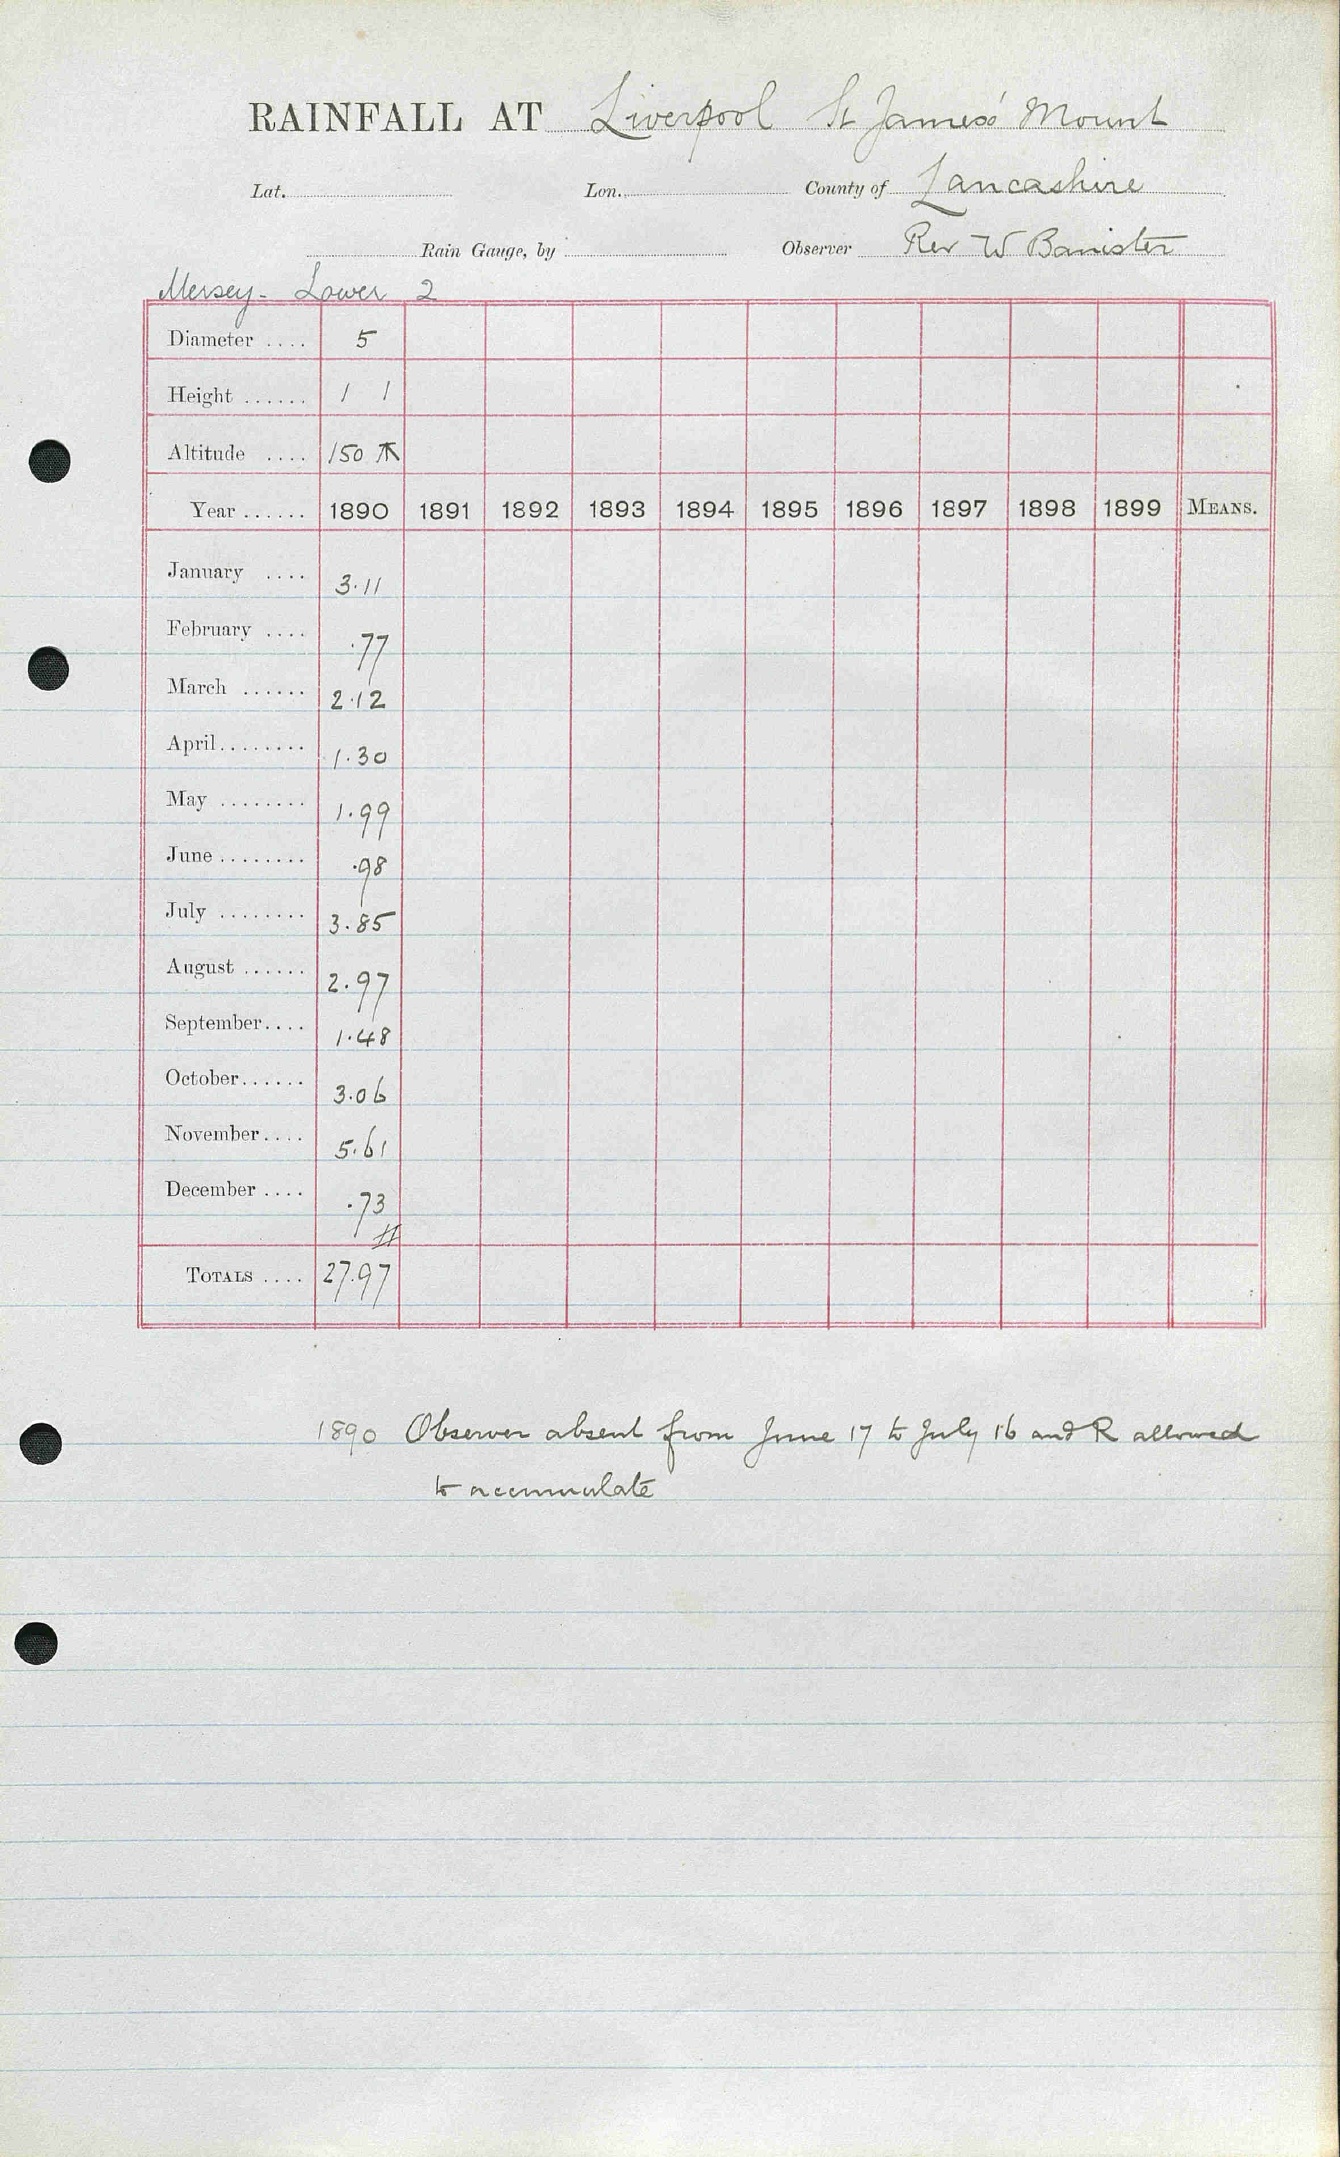 RAINFALL AT Liverpool St James' Mount
Lat. Lon. County of Lancashire
Rain Gauge, by Observer Rev W Banister
Mersey - Lower 2
Diameter .... 5
Height ...... 1 1
Altitude .... 150
Year ...... 1890 1891 1892 1893 1894 1895 1896 1897 1898 1899 MEANS.
January .... 3.11
February .... .77
March ...... 2.12
April........ 1.30
May ........ 1.99
June ........ .98
July ........ 3.85
August ...... 2.97
September.... 1.48
October...... 3.06
November.... 5.61
December .... .73
TOTALS .... 27.97
1890 Observer absent from June 17 to July 16 and R allowed
to accumulate